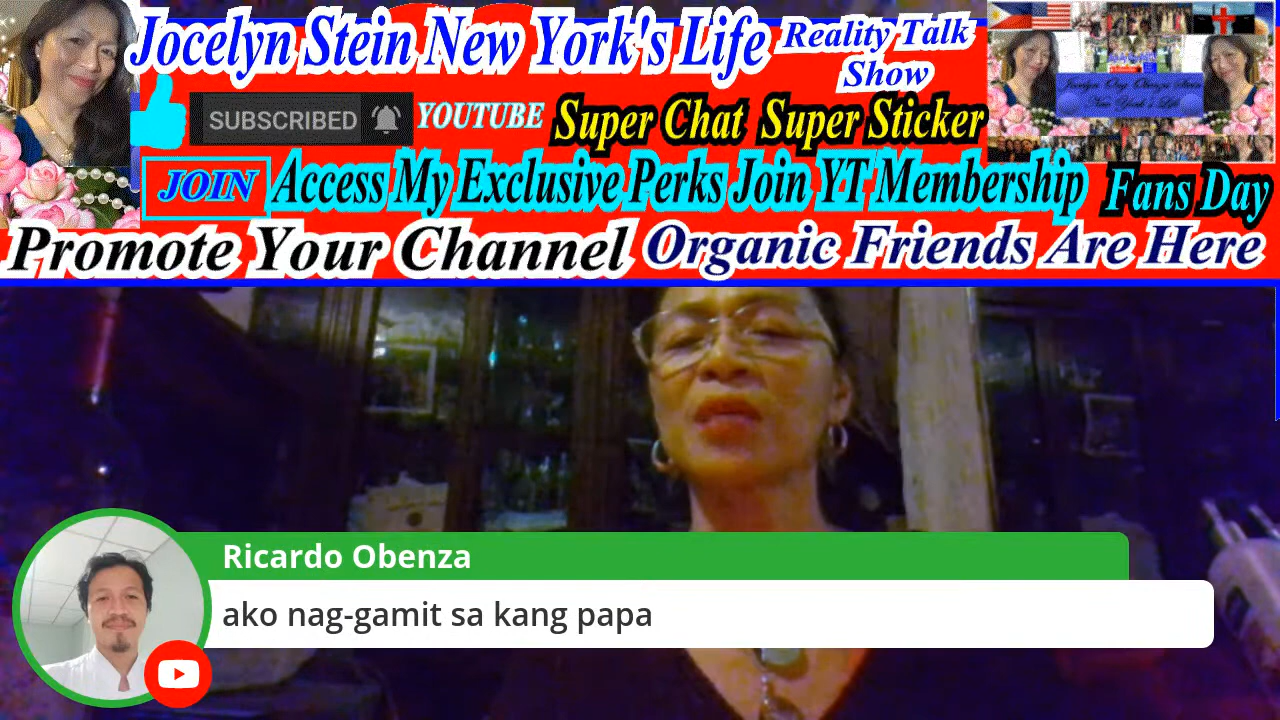 Jocelyn Stein New York's Life
Reality Talk
Show
SUBSCRIBED
YOUTUBE
Super Chat Super Sticker
JOIN
Access My Exclusive Perks Join YT Membership
Fans Day
Promote Your Channel
Organic Friends Are Here
Ricardo Obenza
ako nag-gamit sa kang papa